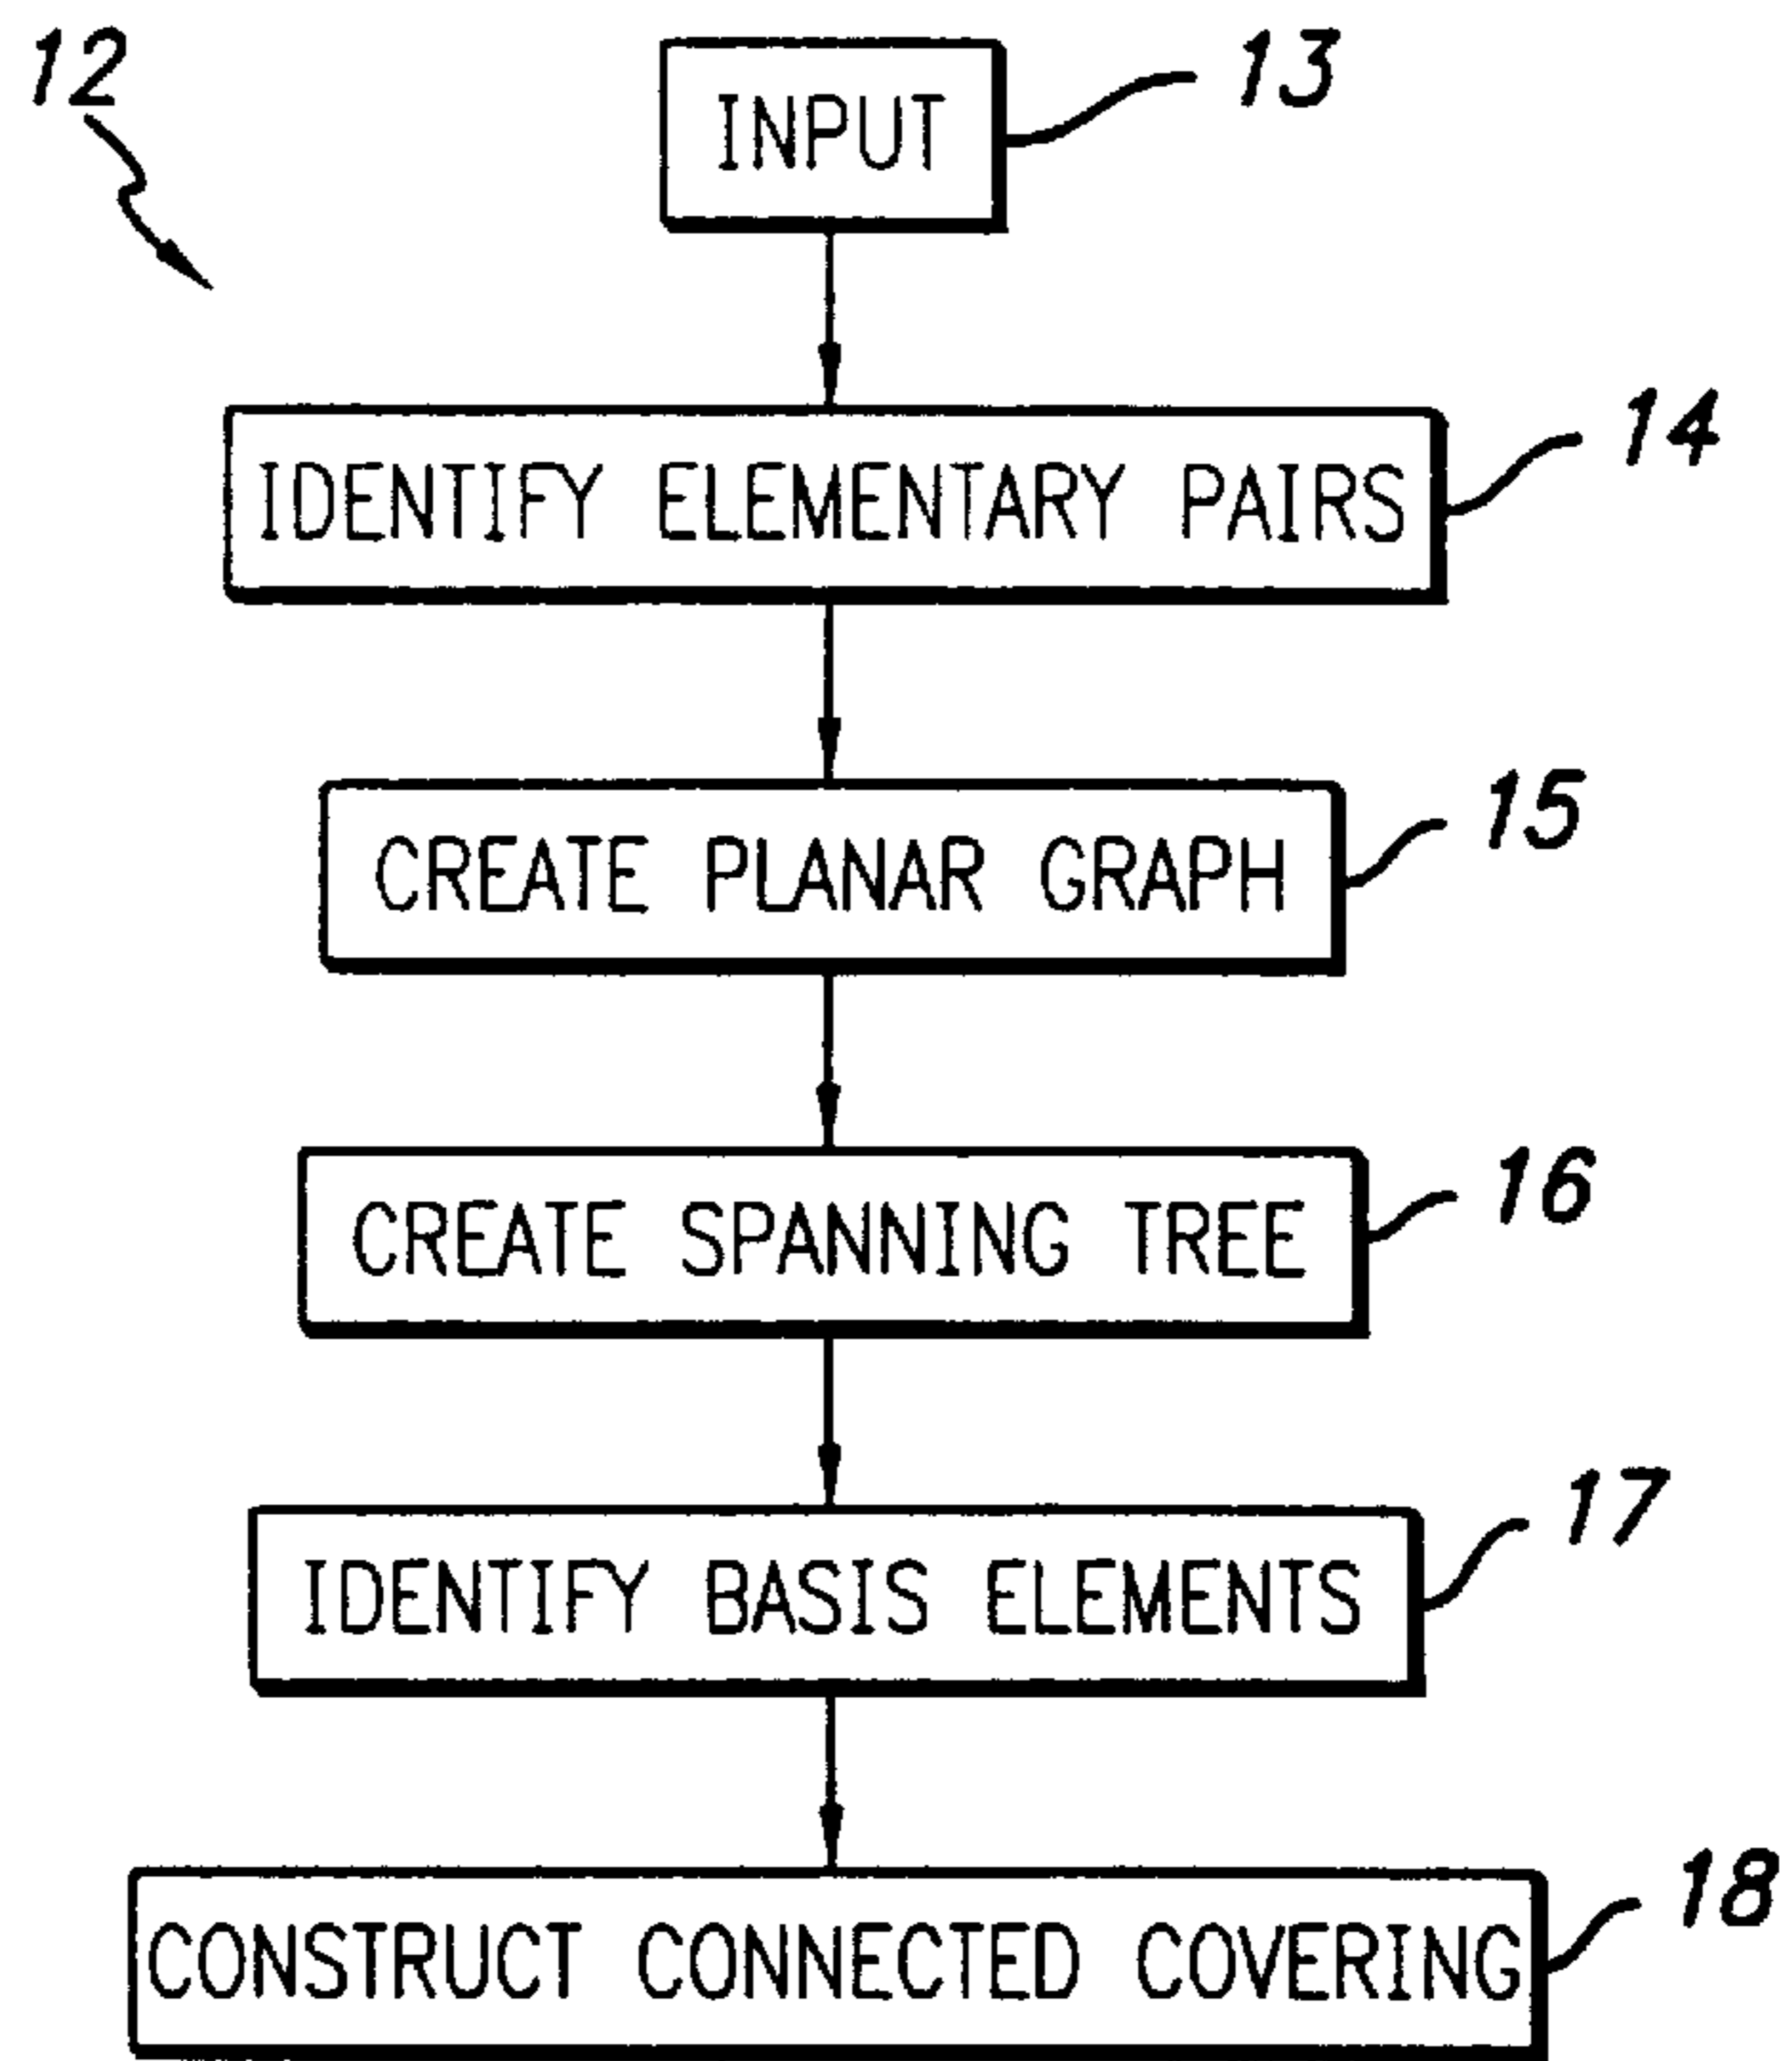 12
INPUT
13
IDENTIFY ELEMENTARY PAIRS
14
CREATE PLANAR GRAPH
15
CREATE SPANNING TREE
16
IDENTIFY BASIS ELEMENTS
17
CONSTRUCT CONNECTED COVERING
18